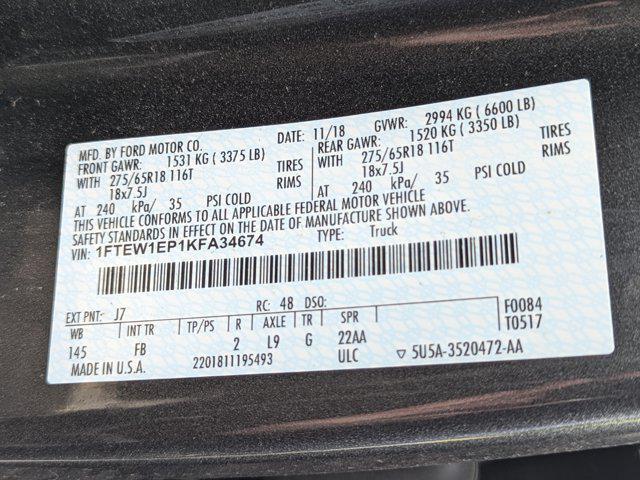 MFD. BY FORD MOTOR CO. DATE: 11/18 GVWR: 2994 KG ( 6600 LB)
FRONT GAWR: 1531 KG ( 3375 LB) REAR GAWR: 1520 KG ( 3350 LB)
WITH 275/65R18 116T TIRES WITH 275/65R18 116T TIRES
18x7.5J RIMS 18x7.5J RIMS
AT 240 kPa/ 35 PSI COLD AT 240 kPa/ 35 PSI COLD
THIS VEHICLE CONFORMS TO ALL APPLICABLE FEDERAL MOTOR VEHICLE
SAFETY STANDARDS IN EFFECT ON THE DATE OF MANUFACTURE SHOWN ABOVE.
VIN: 1FTEW1EP1KFA34674 TYPE: Truck
EXT PNT: J7 RC: 48 DSO: F0084
WB INT TR TP/PS R AXLE TR SPR T0517
145 FB 2 L9 G 22AA
MADE IN U.S.A. 2201811195493 ULC ▽ 5U5A-3520472-AA